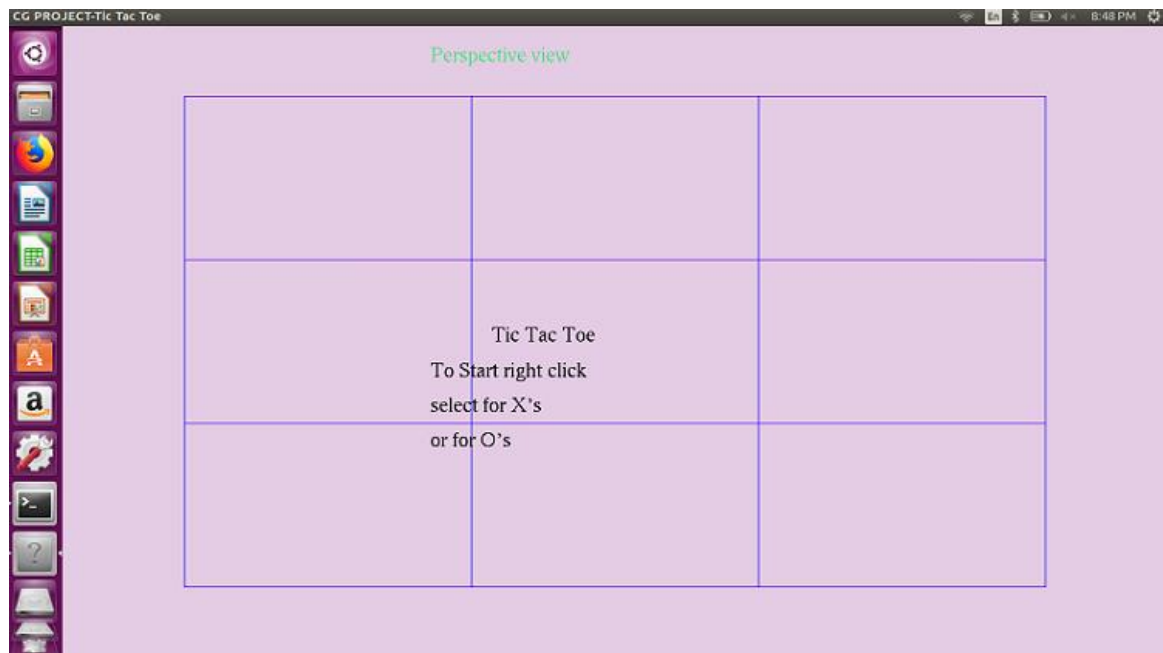 CG PROJECT-Tic Tac Toe
En
8:48 PM
Perspective view
Tic Tac Toe
To Start right click
select for X’s
or for O’s
A
a
>_
?